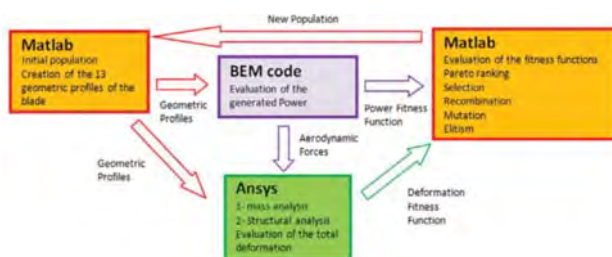 New Population
Matlab
Initial population
Creation of the 13
geometric profiles of the
blade
Geometric
Profiles
BEM code
Evaluation of the
generated Power
Power Fitness
Function
Matlab
Evaluation of the fitness functions
Pareto ranking
Selection
Recombination
Mutation
Elitism
Geometric
Profiles
Aerodynamic
Forces
Ansys
1- mass analysis
2- Structural analysis
Evaluation of the total
deformation
Deformation
Fitness
Function